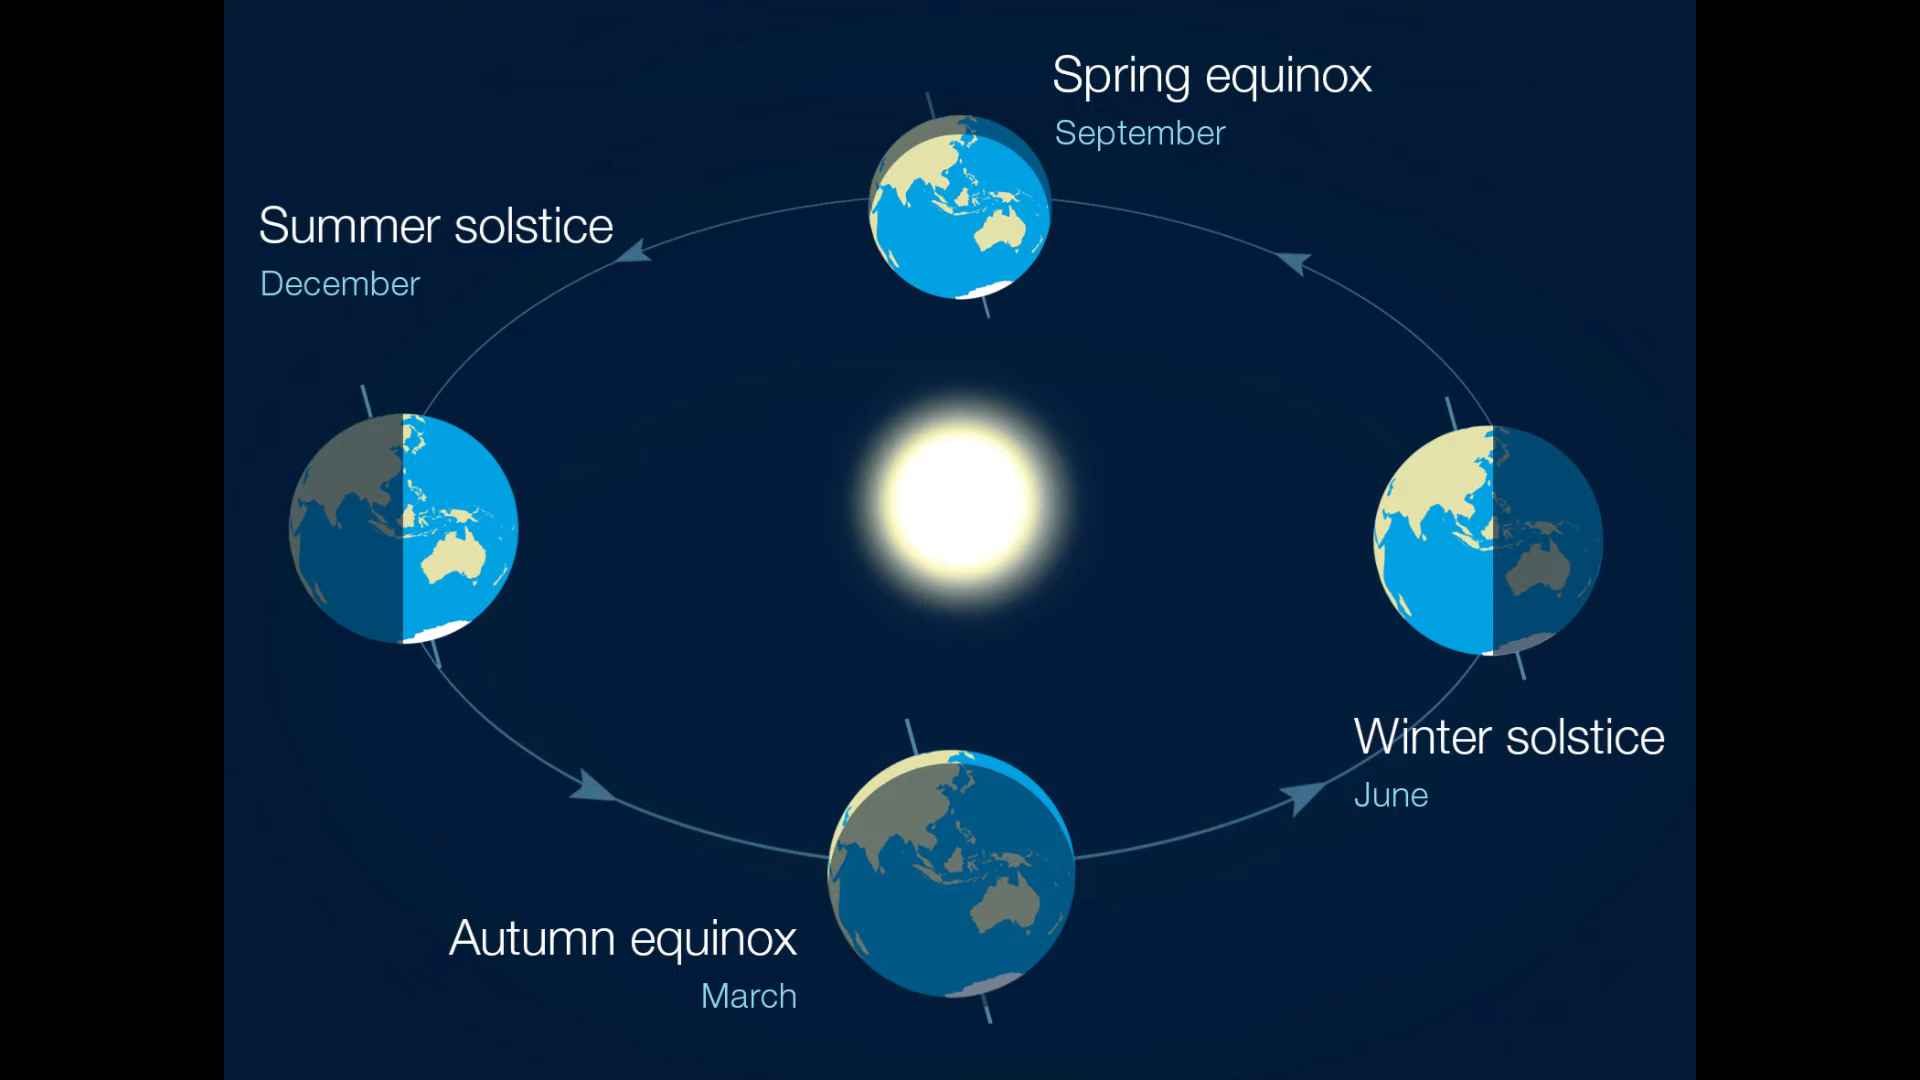 Spring equinox
September
Summer solstice
December
Winter solstice
June
Autumn equinox
March